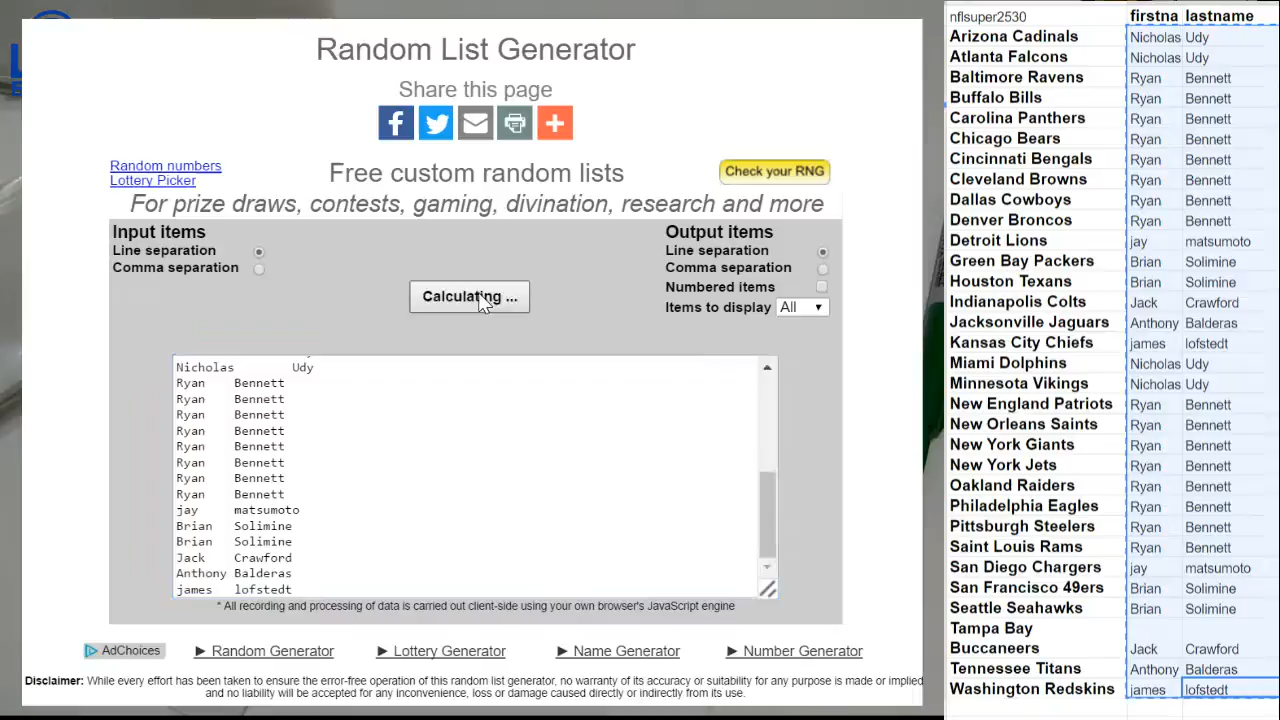 Random List Generator
Share this page
Random numbers
Lottery Picker
Free custom random lists
Check your RNG
For prize draws, contests, gaming, divination, research and more
Input items
Line separation
Comma separation
Calculating ...
Output items
Line separation
Comma separation
Numbered items
Items to display All
Nicholas Udy
Ryan Bennett
Ryan Bennett
Ryan Bennett
Ryan Bennett
Ryan Bennett
Ryan Bennett
Ryan Bennett
Ryan Bennett
jay matsumoto
Brian Solimine
Brian Solimine
Jack Crawford
Anthony Balderas
james lofstedt
* All recording and processing of data is carried out client-side using your own browser's JavaScript engine
AdChoices
► Random Generator
► Lottery Generator
► Name Generator
► Number Generator
Disclaimer: While every effort has been taken to ensure the error-free operation of this random list generator, no warranty of its accuracy or suitability for any purpose is made or implied
and no liability will be accepted for any inconvenience, loss or damage caused directly or indirectly from its use.
nflsuper2530 firstna lastname
Arizona Cadinals Nicholas Udy
Atlanta Falcons Nicholas Udy
Baltimore Ravens Ryan Bennett
Buffalo Bills Ryan Bennett
Carolina Panthers Ryan Bennett
Chicago Bears Ryan Bennett
Cincinnati Bengals Ryan Bennett
Cleveland Browns Ryan Bennett
Dallas Cowboys Ryan Bennett
Denver Broncos Ryan Bennett
Detroit Lions jay matsumoto
Green Bay Packers Brian Solimine
Houston Texans Brian Solimine
Indianapolis Colts Jack Crawford
Jacksonville Jaguars Anthony Balderas
Kansas City Chiefs james lofstedt
Miami Dolphins Nicholas Udy
Minnesota Vikings Nicholas Udy
New England Patriots Ryan Bennett
New Orleans Saints Ryan Bennett
New York Giants Ryan Bennett
New York Jets Ryan Bennett
Oakland Raiders Ryan Bennett
Philadelphia Eagles Ryan Bennett
Pittsburgh Steelers Ryan Bennett
Saint Louis Rams Ryan Bennett
San Diego Chargers jay matsumoto
San Francisco 49ers Brian Solimine
Seattle Seahawks Brian Solimine
Tampa Bay
Buccaneers Jack Crawford
Tennessee Titans Anthony Balderas
Washington Redskins james lofstedt